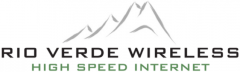 RIO VERDE WIRELESS
HIGH SPEED INTERNET